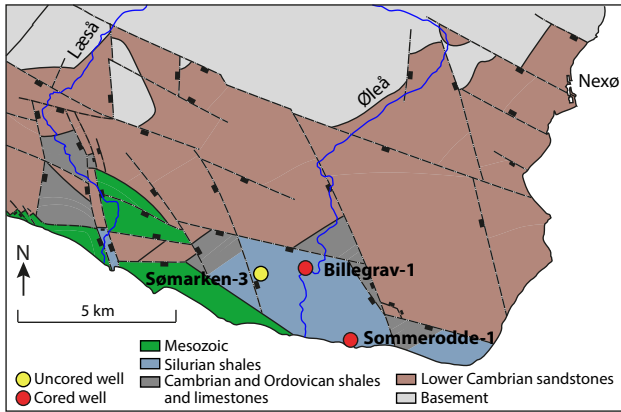 Læså
Øleå
Nexø
N
Sømarken-3
Billegrav-1
5 km
Sommerodde-1
Mesozoic
Silurian shales
Uncored well
Cambrian and Ordovican shales
Lower Cambrian sandstones
Cored well
and limestones
Basement